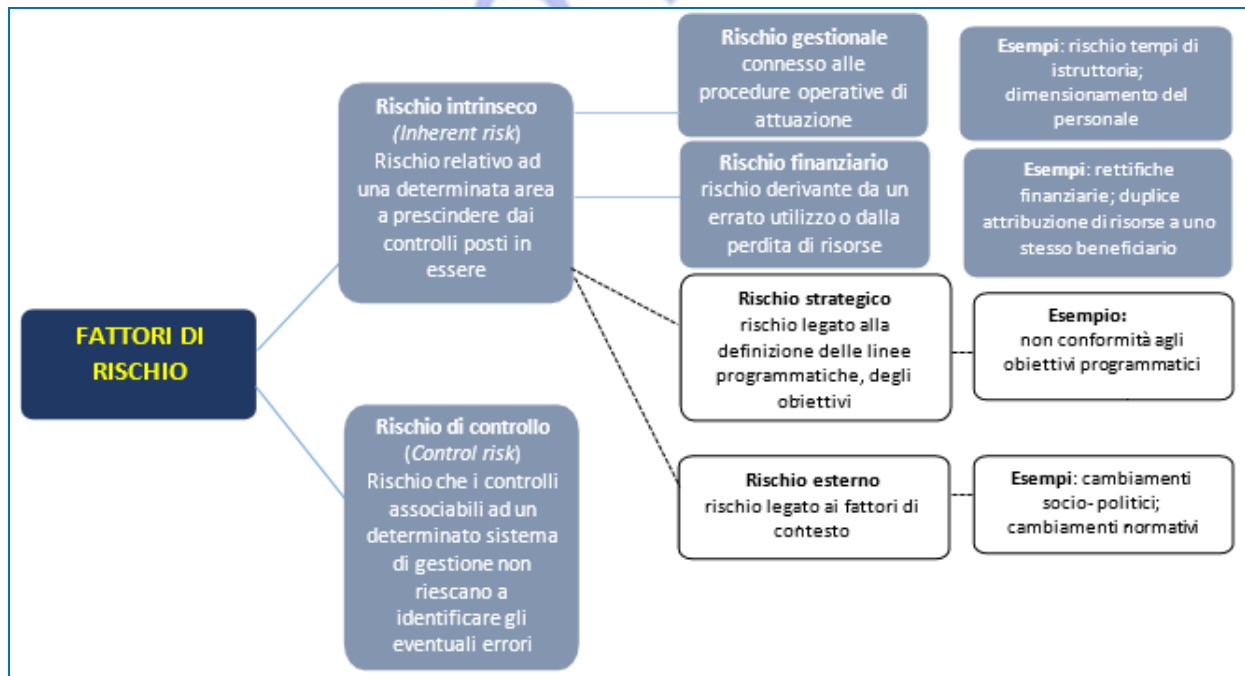 FATTORI DI
RISCHIO
Rischio intrinseco
(Inherent risk)
Rischio relativo ad
una determinata area
a prescindere dai
controlli posti in
essere
Rischio di controllo
(Control risk)
Rischio che i controlli
associabili ad un
determinato sistema
di gestione non
riescano a
identificare gli
eventuali errori
Rischio gestionale
connesso alle
procedure operative di
attuazione
Esempi: rischio tempi di
istruttoria;
dimensionamento del
personale
Rischio finanziario
rischio derivante da un
errato utilizzo o dalla
perdita di risorse
Esempi: rettifiche
finanziarie; duplice
attribuzione di risorse a uno
stesso beneficiario
Rischio strategico
rischio legato alla
definizione delle linee
programmatiche, degli
obiettivi
Esempio:
non conformità agli
obiettivi programmatici
Rischio esterno
rischio legato ai fattori di
contesto
Esempi: cambiamenti
socio- politici;
cambiamenti normativi